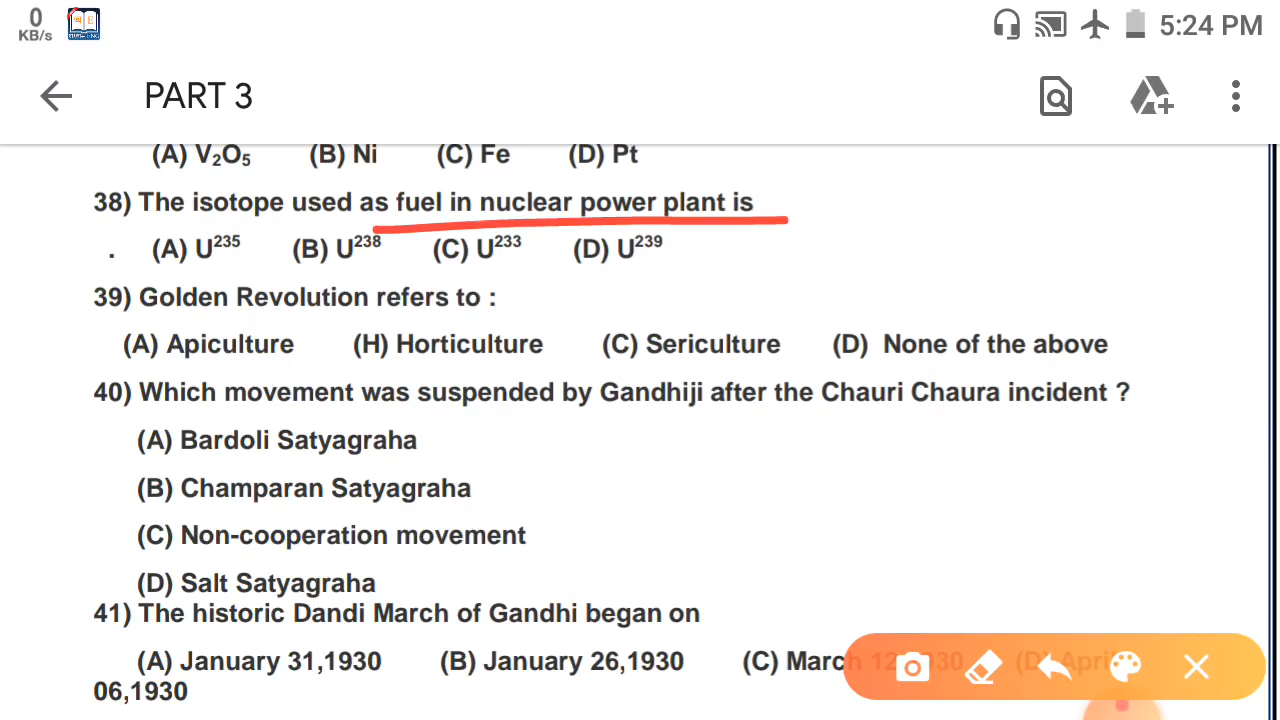 0
KB/s
5:24 PM
PART 3
(A) V₂O₅ (B) Ni (C) Fe (D) Pt
38) The isotope used as fuel in nuclear power plant is
. (A) U²³⁵ (B) U²³⁸ (C) U²³³ (D) U²³⁹
39) Golden Revolution refers to :
(A) Apiculture (H) Horticulture (C) Sericulture (D) None of the above
40) Which movement was suspended by Gandhiji after the Chauri Chaura incident ?
(A) Bardoli Satyagraha
(B) Champaran Satyagraha
(C) Non-cooperation movement
(D) Salt Satyagraha
41) The historic Dandi March of Gandhi began on
(A) January 31,1930 (B) January 26,1930 (C) March 12,1930 (D) April
06,1930